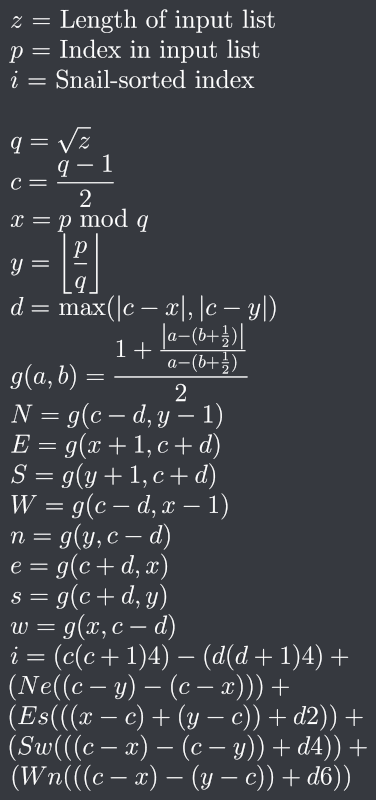 z = Length of input list
p = Index in input list
i = Snail-sorted index
q = √z
c = (q − 1)/2
x = p mod q
y = ⌊p/q⌋
d = max(|c − x|, |c − y|)
g(a, b) = (1 + |a−(b+1/2)|/(a−(b+1/2)))/2
N = g(c − d, y − 1)
E = g(x + 1, c + d)
S = g(y + 1, c + d)
W = g(c − d, x − 1)
n = g(y, c − d)
e = g(c + d, x)
s = g(c + d, y)
w = g(x, c − d)
i = (c(c + 1)4) − (d(d + 1)4) +
(Ne((c − y) − (c − x))) +
(Es(((x − c) + (y − c)) + d2)) +
(Sw(((c − x) − (c − y)) + d4)) +
(Wn(((c − x) − (y − c)) + d6))